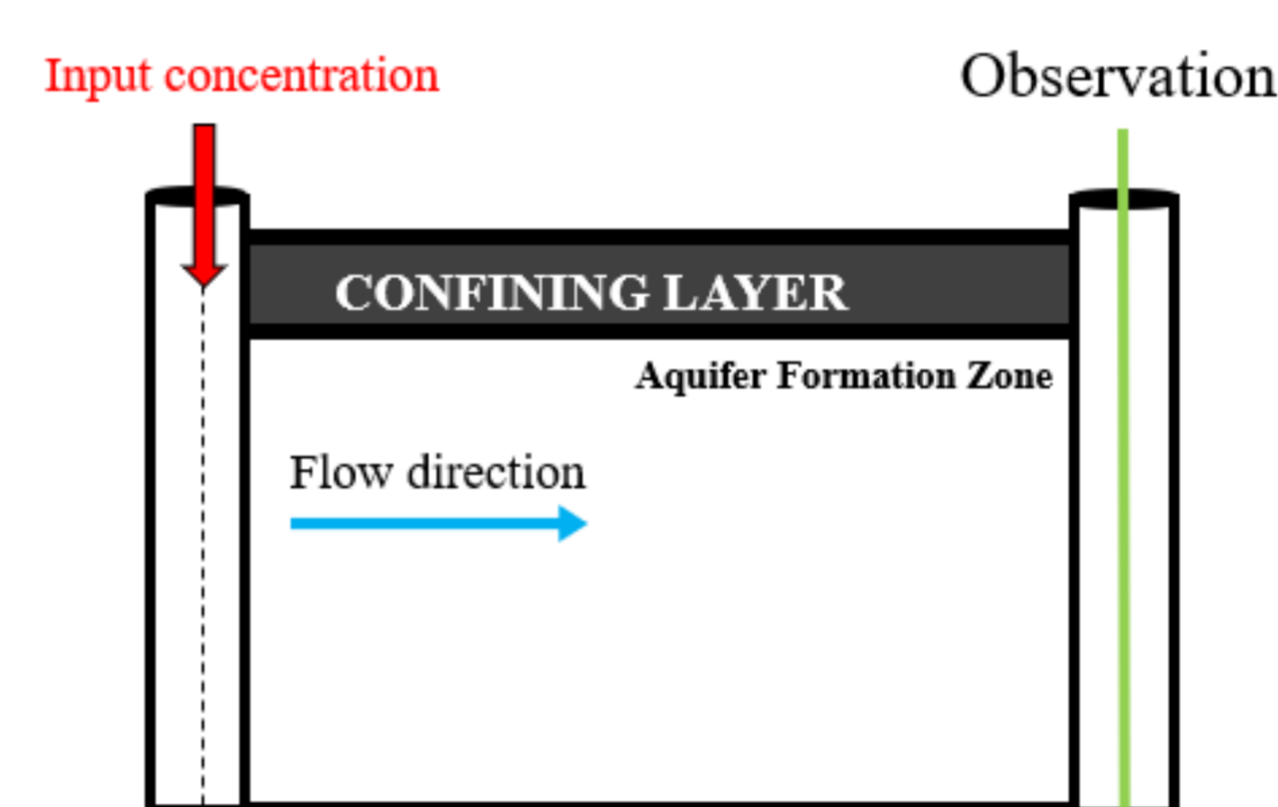 Input concentration
Observation
CONFINING LAYER
Aquifer Formation Zone
Flow direction